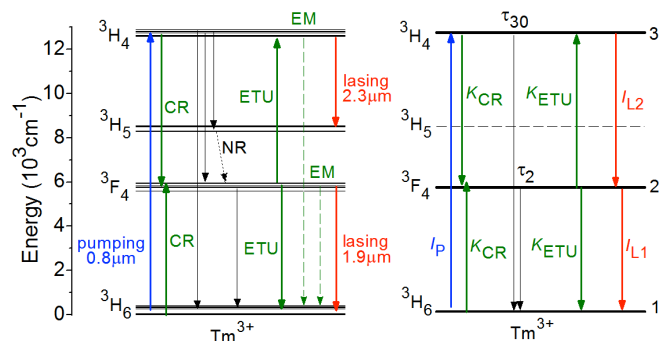 Energy (10³cm⁻¹)
12
10
8
6
4
2
0
³H₄
³H₅
³F₄
³H₆
EM
CR
ETU
lasing
2.3μm
NR
EM
pumping
0.8μm
CR
ETU
lasing
1.9μm
Tm³⁺
³H₄
³H₅
³F₄
³H₆
τ₃₀
3
K_CR
K_ETU
I_L2
τ₂
2
I_P
K_CR
K_ETU
I_L1
1
Tm³⁺